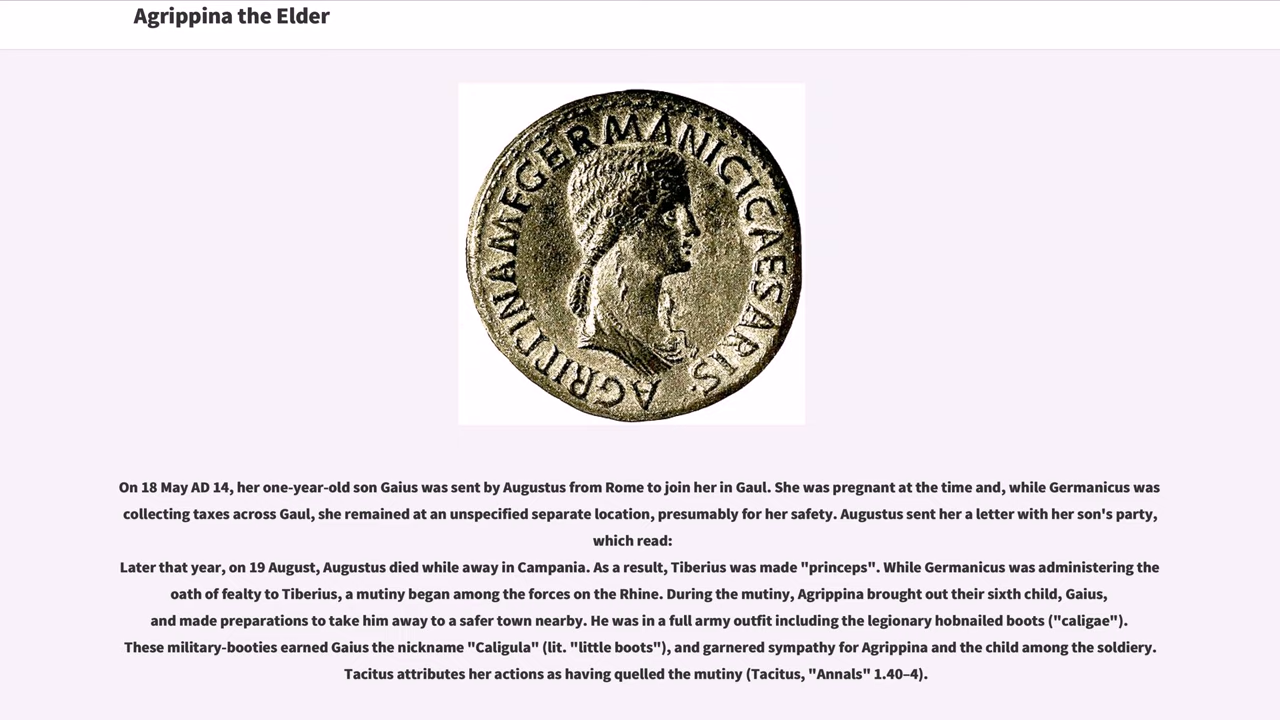 Agrippina the Elder
AGRIPPINA M F GERMANICI CAESARIS
On 18 May AD 14, her one-year-old son Gaius was sent by Augustus from Rome to join her in Gaul. She was pregnant at the time and, while Germanicus was
collecting taxes across Gaul, she remained at an unspecified separate location, presumably for her safety. Augustus sent her a letter with her son's party,
which read:
Later that year, on 19 August, Augustus died while away in Campania. As a result, Tiberius was made "princeps". While Germanicus was administering the
oath of fealty to Tiberius, a mutiny began among the forces on the Rhine. During the mutiny, Agrippina brought out their sixth child, Gaius,
and made preparations to take him away to a safer town nearby. He was in a full army outfit including the legionary hobnailed boots ("caligae").
These military-booties earned Gaius the nickname "Caligula" (lit. "little boots"), and garnered sympathy for Agrippina and the child among the soldiery.
Tacitus attributes her actions as having quelled the mutiny (Tacitus, "Annals" 1.40–4).